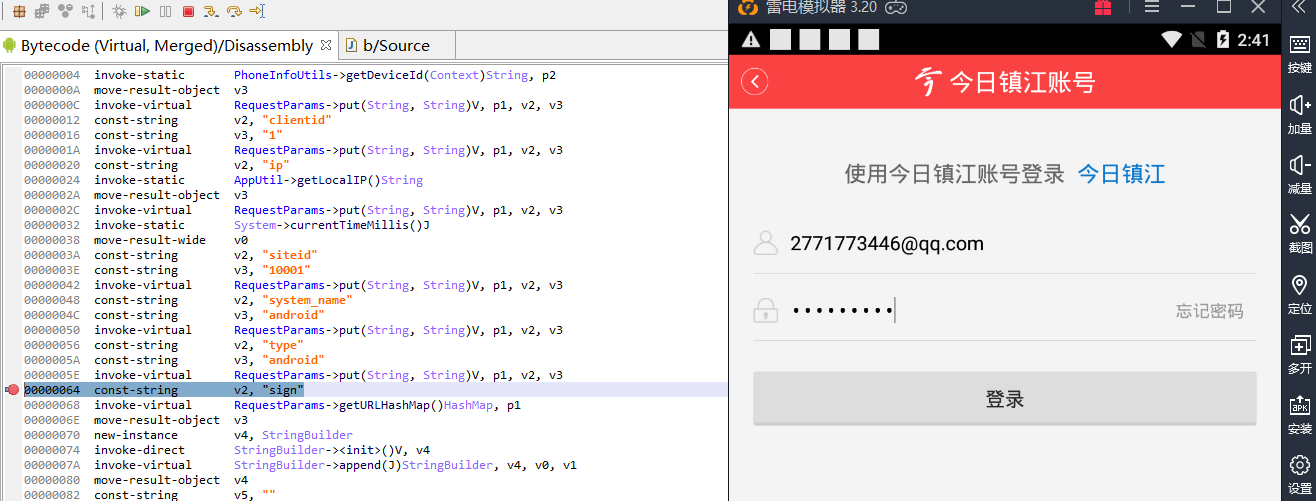 Bytecode (Virtual, Merged)/Disassembly
b/Source
00000004 invoke-static PhoneInfoUtils->getDeviceId(Context)String, p2
0000000A move-result-object v3
0000000C invoke-virtual RequestParams->put(String, String)V, p1, v2, v3
00000012 const-string v2, "clientid"
00000016 const-string v3, "1"
0000001A invoke-virtual RequestParams->put(String, String)V, p1, v2, v3
00000020 const-string v2, "ip"
00000024 invoke-static AppUtil->getLocalIP()String
0000002A move-result-object v3
0000002C invoke-virtual RequestParams->put(String, String)V, p1, v2, v3
00000032 invoke-static System->currentTimeMillis()J
00000038 move-result-wide v0
0000003A const-string v2, "siteid"
0000003E const-string v3, "10001"
00000042 invoke-virtual RequestParams->put(String, String)V, p1, v2, v3
00000048 const-string v2, "system_name"
0000004C const-string v3, "android"
00000050 invoke-virtual RequestParams->put(String, String)V, p1, v2, v3
00000056 const-string v2, "type"
0000005A const-string v3, "android"
0000005E invoke-virtual RequestParams->put(String, String)V, p1, v2, v3
00000064 const-string v2, "sign"
00000068 invoke-virtual RequestParams->getURLHashMap()HashMap, p1
0000006E move-result-object v3
00000070 new-instance v4, StringBuilder
00000074 invoke-direct StringBuilder-><init>()V, v4
0000007A invoke-virtual StringBuilder->append(J)StringBuilder, v4, v0, v1
00000080 move-result-object v4
00000082 const-string v5, ""
雷电模拟器 3.20
2:41
今日镇江账号
使用今日镇江账号登录 今日镇江
2771773446@qq.com
忘记密码
登录
按键
加量
减量
截图
定位
多开
APK
安装
设置